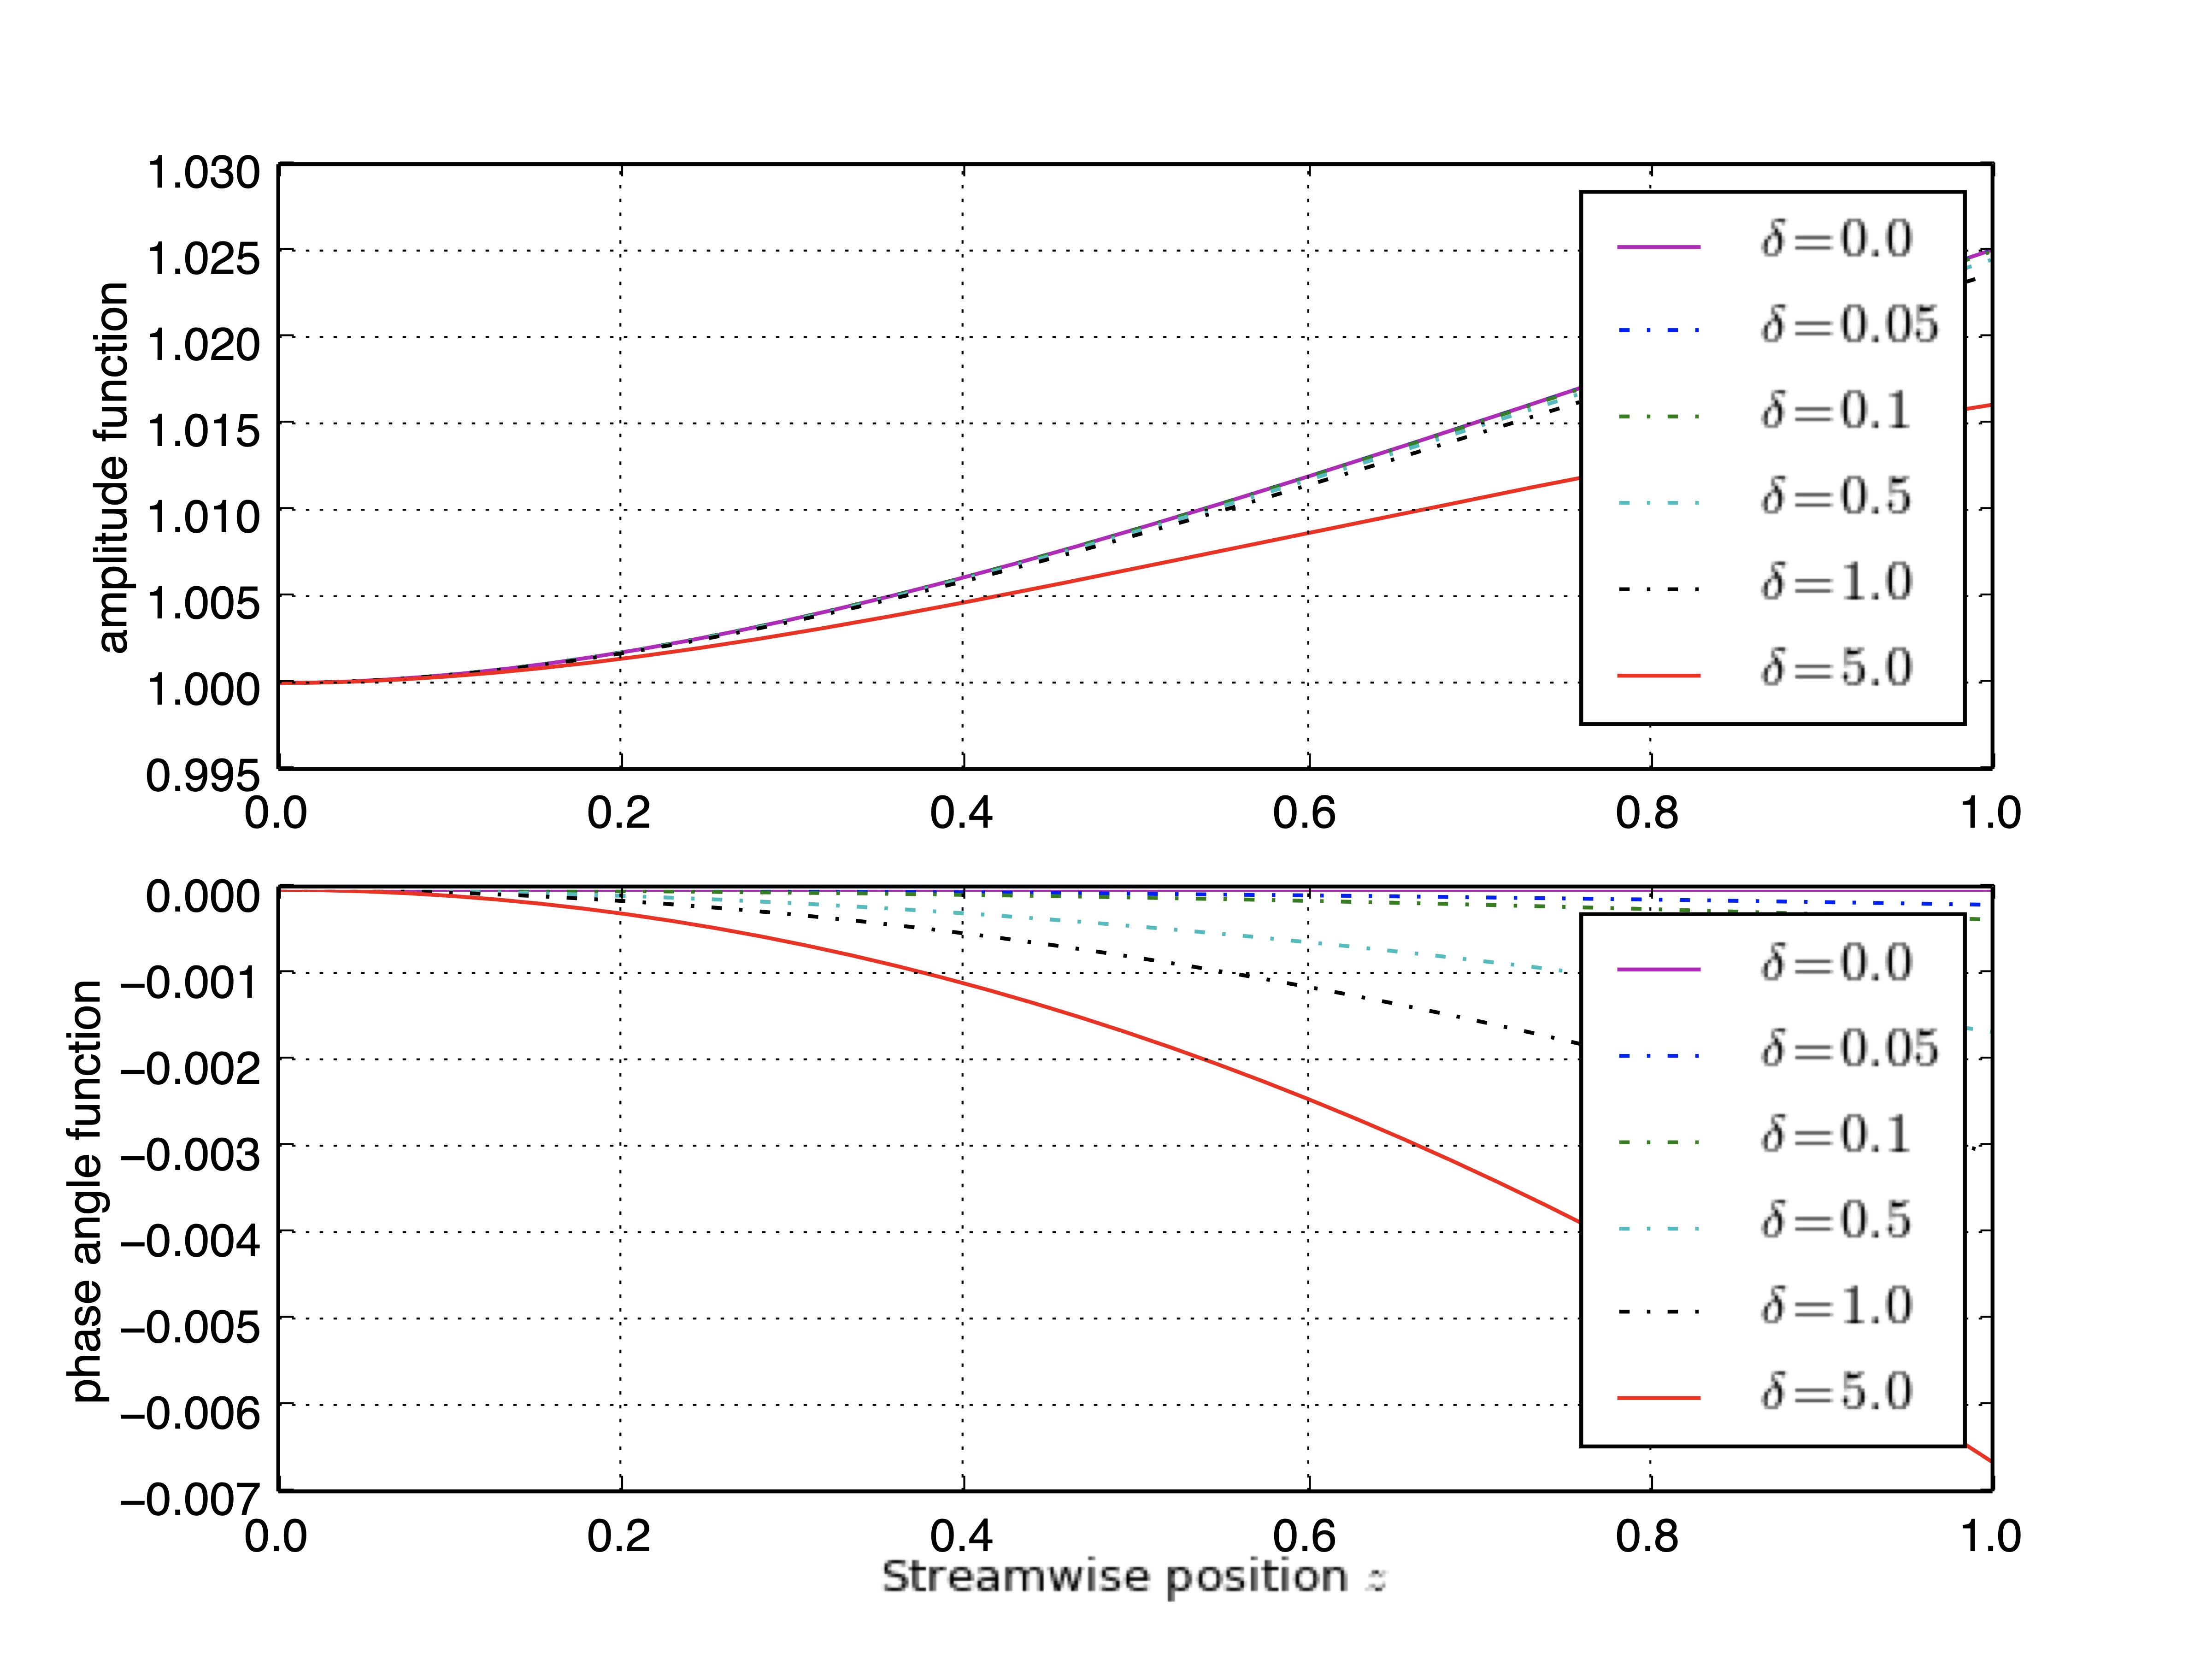 amplitude function
1.030
1.025
1.020
1.015
1.010
1.005
1.000
0.995
0.0 0.2 0.4 0.6 0.8 1.0
δ=0.0
δ=0.05
δ=0.1
δ=0.5
δ=1.0
δ=5.0
phase angle function
0.000
−0.001
−0.002
−0.003
−0.004
−0.005
−0.006
−0.007
0.0 0.2 0.4 0.6 0.8 1.0
δ=0.0
δ=0.05
δ=0.1
δ=0.5
δ=1.0
δ=5.0
Streamwise position z